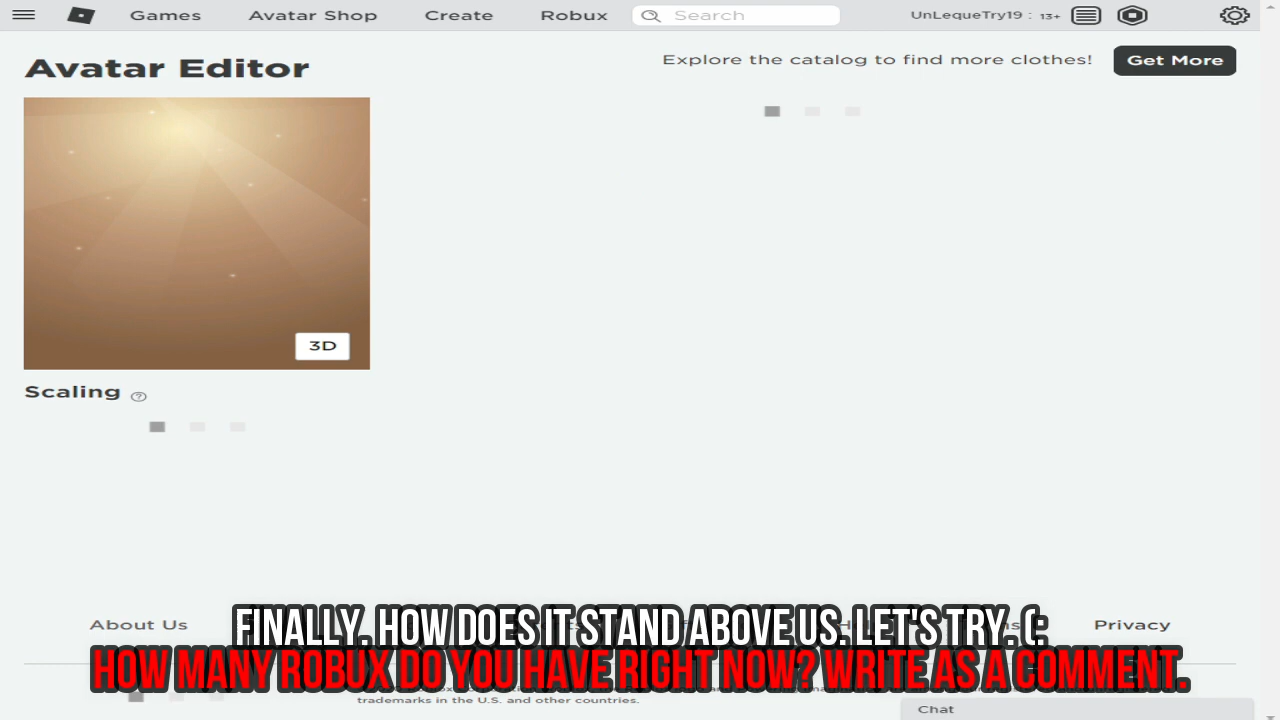 Games Avatar Shop Create Robux Search UnLequeTry19 : 13+
Avatar Editor
Explore the catalog to find more clothes! Get More
3D
Scaling ?
FINALLY. HOW DOES IT STAND ABOVE US. LET'S TRY. (:
About Us Privacy
HOW MANY ROBUX DO YOU HAVE RIGHT NOW? WRITE AS A COMMENT.
trademarks in the U.S. and other countries.
Chat